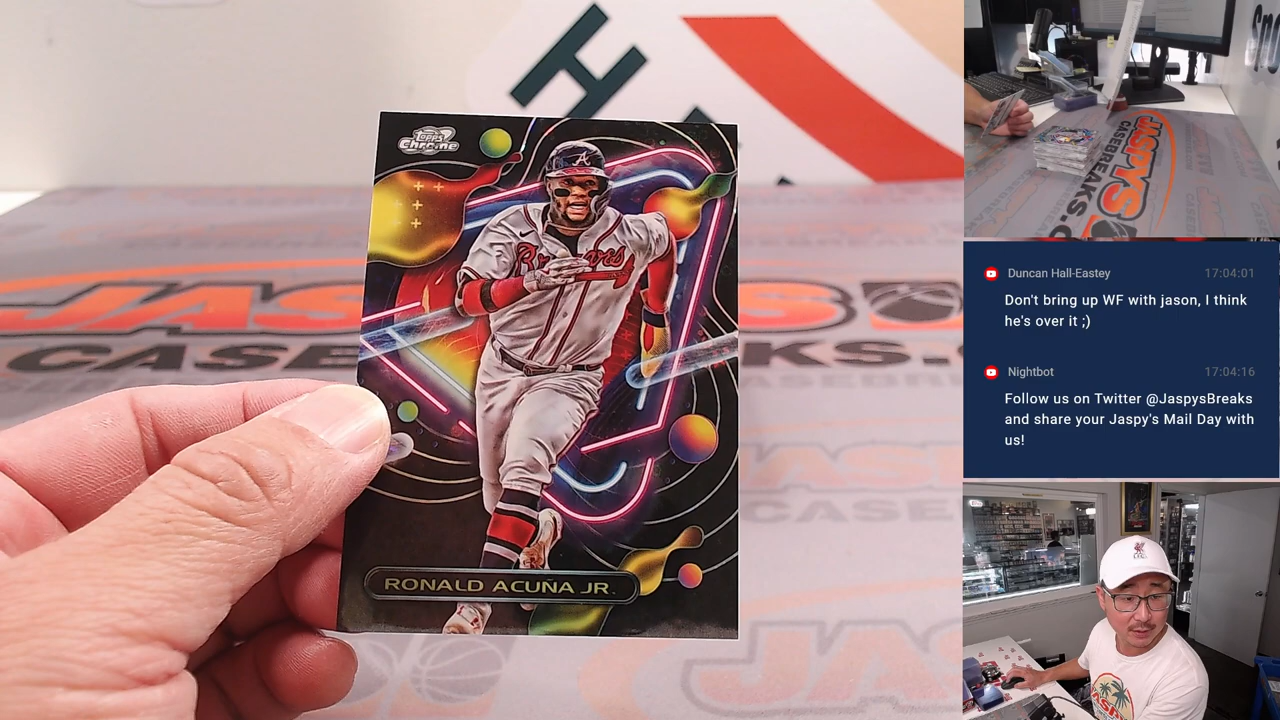 Topps
Chrome
A
Braves
RONALD ACUÑA JR.
JASPYS
CASEBREAKS.C
JASPYS
CASEBREAKS.C
Duncan Hall-Eastey
17:04:01
Don't bring up WF with jason, I think
he's over it ;)
Nightbot
17:04:16
Follow us on Twitter @JaspysBreaks
and share your Jaspy's Mail Day with
us!